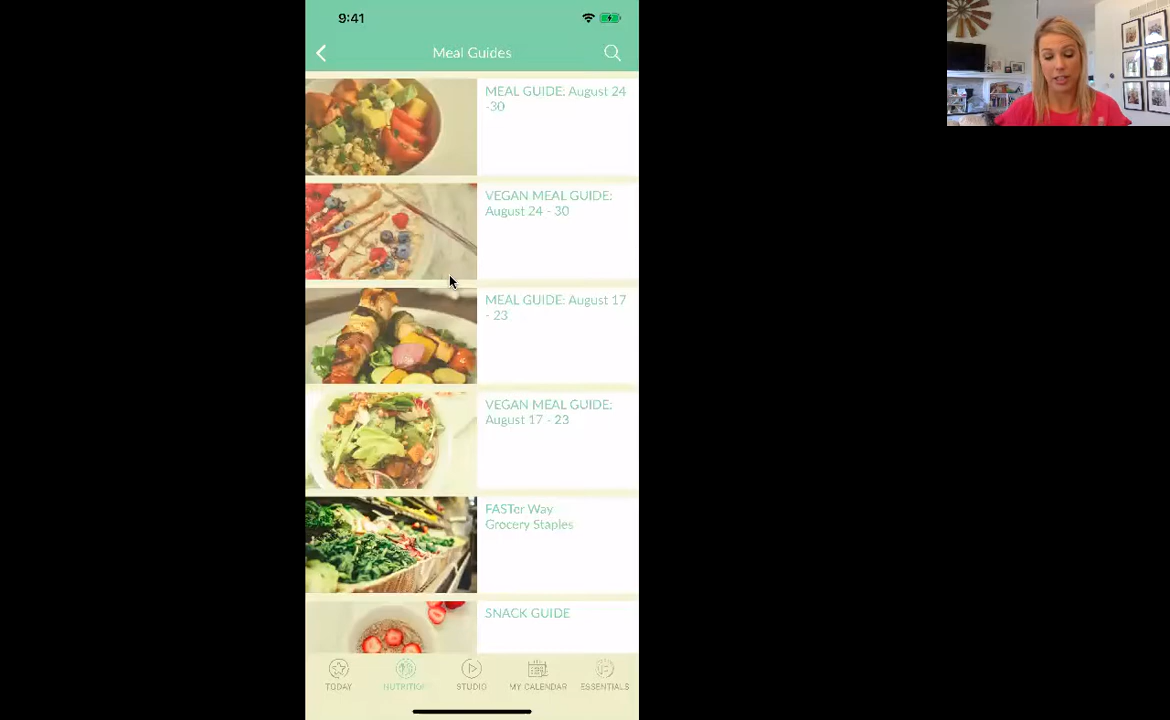 9:41
Meal Guides
MEAL GUIDE: August 24
-30
VEGAN MEAL GUIDE:
August 24 - 30
MEAL GUIDE: August 17
- 23
VEGAN MEAL GUIDE:
August 17 - 23
FASTer Way
Grocery Staples
SNACK GUIDE
TODAY
NUTRITION
STUDIO
MY CALENDAR
ESSENTIALS